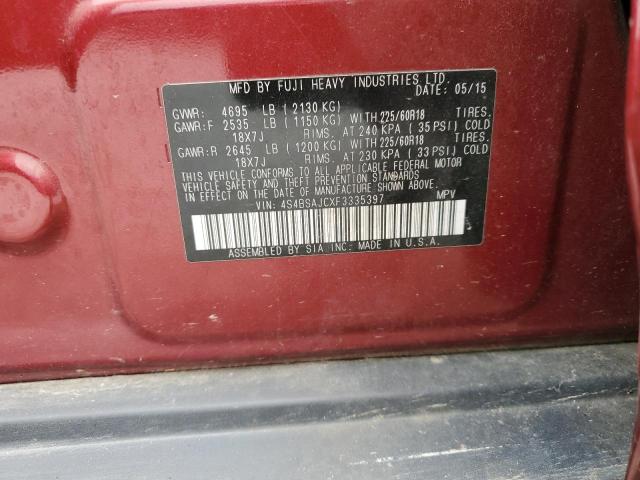 MFD BY FUJI HEAVY INDUSTRIES LTD.
DATE: 05/15
GVWR: 4695 LB (2130 KG)
GAWR:F 2535 LB (1150 KG) WITH 225/60R18 TIRES.
18X7J RIMS. AT 240 KPA (35 PSI) COLD
GAWR:R 2645 LB (1200 KG) WITH 225/60R18 TIRES.
18X7J RIMS. AT 230 KPA (33 PSI) COLD
THIS VEHICLE CONFORMS TO ALL APPLICABLE FEDERAL MOTOR
VEHICLE SAFETY AND THEFT PREVENTION STANDARDS
IN EFFECT ON THE DATE OF MANUFACTURE SHOWN ABOVE.
VIN: 4S4BSAJCXF3335397 MPV
ASSEMBLED BY SIA INC: MADE IN U.S.A.